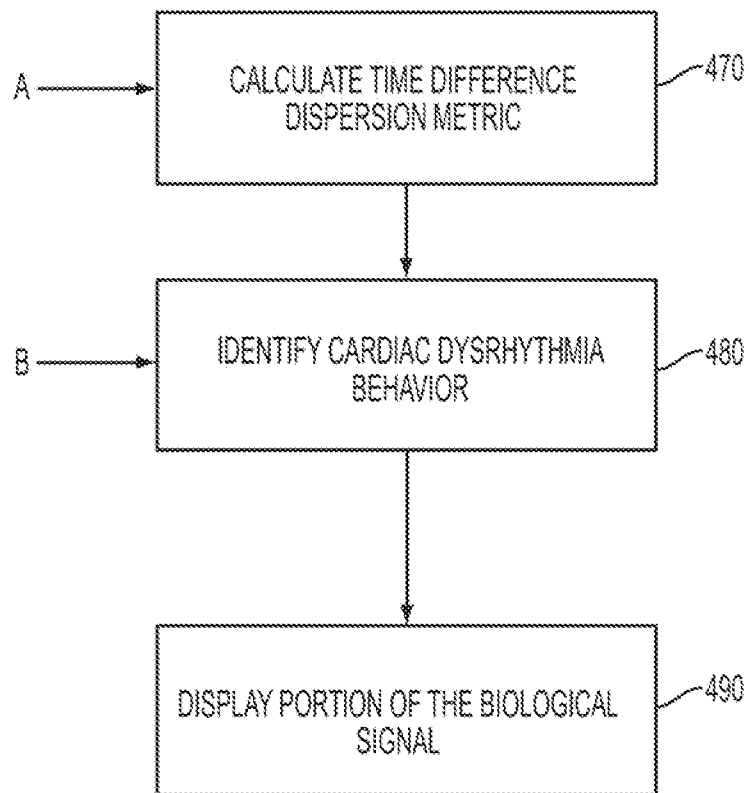 A
CALCULATE TIME DIFFERENCE
DISPERSION METRIC
470
B
IDENTIFY CARDIAC DYSRHYTHMIA
BEHAVIOR
480
DISPLAY PORTION OF THE BIOLOGICAL
SIGNAL
490